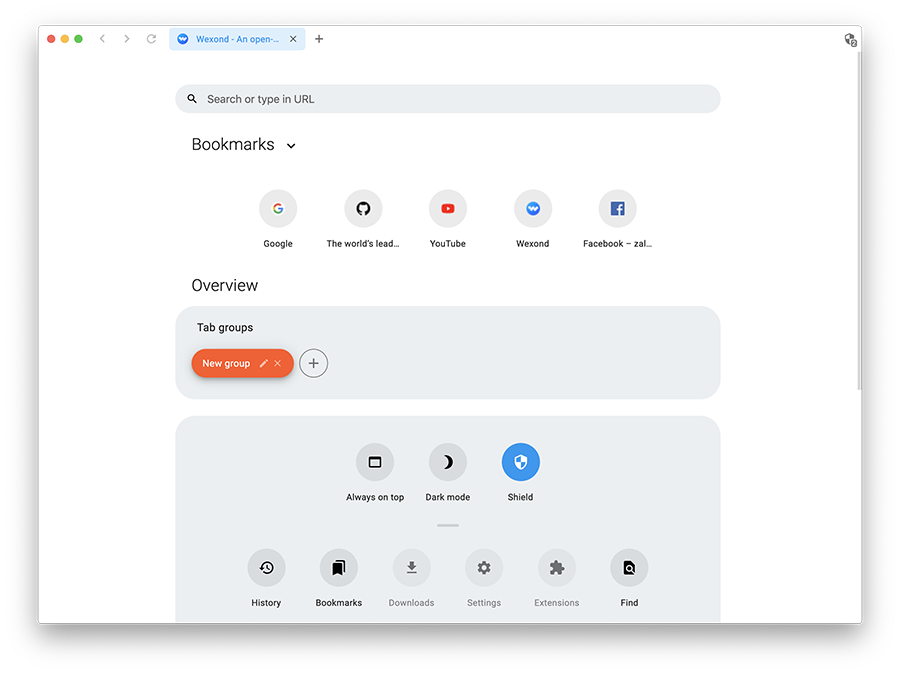 Wexond - An open-...
2
Search or type in URL
Bookmarks
Google
The world's lead...
YouTube
Wexond
Facebook – zal...
Overview
Tab groups
New group
Always on top
Dark mode
Shield
History
Bookmarks
Downloads
Settings
Extensions
Find